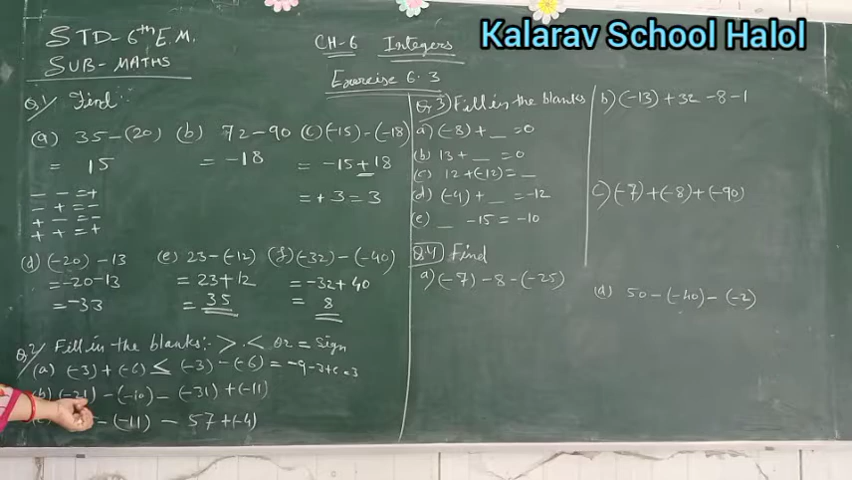 Kalarav School Halol
STD-6th E.M.
SUB-MATHS
CH-6 Integers
Exercise 6.3
Q.1) Find :-
(a) 35-(20) (b) 72-90 (c) (-15)-(-18)
= 15 = -18 = -15+18
= +3 = 3
- - = +
- + = -
+ - = -
+ + = +
(d) (-20)-13 (e) 23-(-12) (f) (-32)-(-40)
= -20-13 = 23+12 = -32+40
= -33 = 35 = 8
Q.2) Fill in the blanks:- >, < or = sign
(a) (-3)+(-6) ≤ (-3)-(-6) = -9 -3+6=3
(-21)-(-10) _ (-31)+(-11)
-(-11) _ 57+(-4)
Q.3) Fill in the blanks
a) (-8)+ __ =0
(b) 13 + __ =0
(c) 12+(-12)= __
(d) (-4)+ __ =-12
(e) __ -15 = -10
Q.4) Find
a) (-7)-8-(-25)
b) (-13)+32-8-1
c) (-7)+(-8)+(-90)
(d) 50-(-40)-(-2)